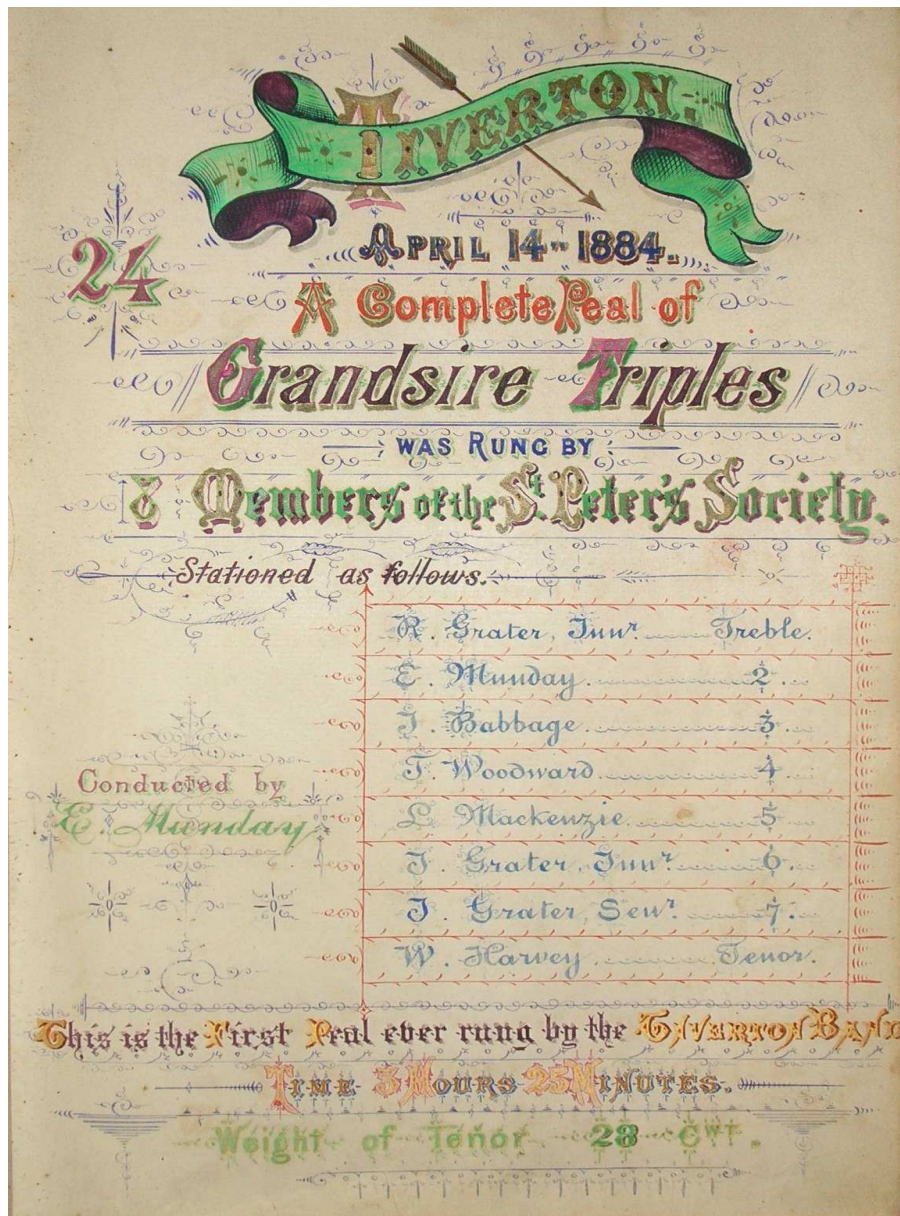 TIVERTON.
APRIL 14TH 1884.
24
A Complete Peal of
Grandsire Triples
WAS RUNG BY
8 Members of the St. Peter's Society.
Stationed as follows.
R. Grater, Junr. Treble.
E. Munday. 2.
J. Babbage. 3.
T. Woodward. 4.
L. Mackenzie. 5.
J. Grater, Junr. 6.
J. Grater, Senr. 7.
W. Harvey. Tenor.
Conducted by
E. Munday
This is the First Peal ever rung by the TIVERTON BAND
TIME 3 HOURS 25 MINUTES.
Weight of Tenor 28 CWT.